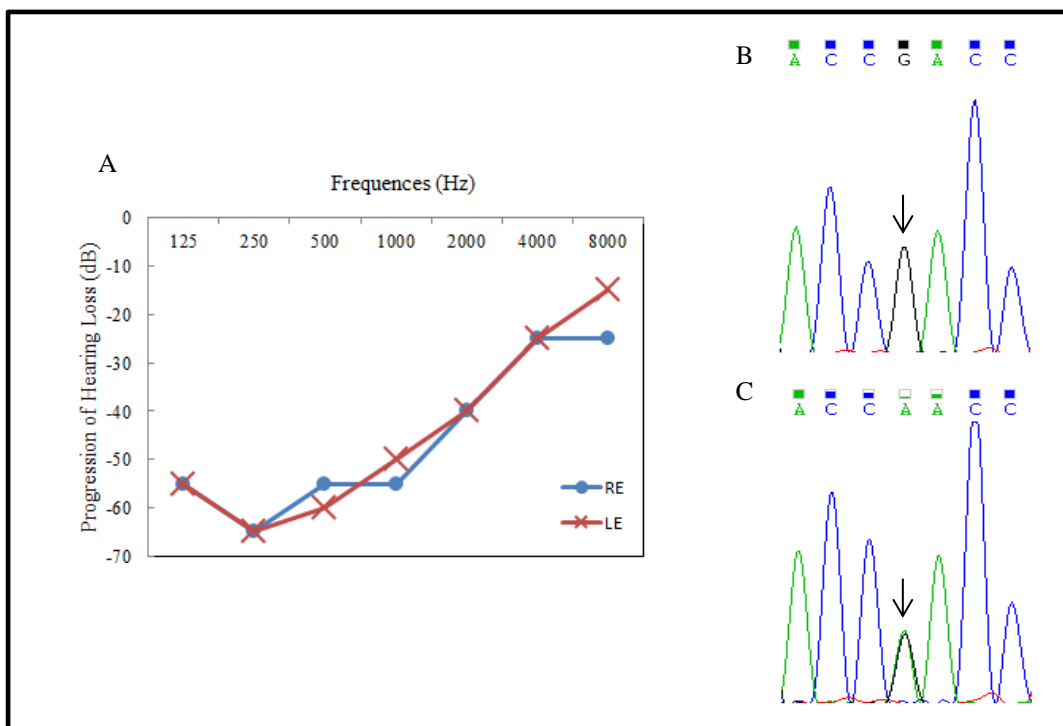 A
Frequences (Hz)
0
125 250 500 1000 2000 4000 8000
-10
-20
-30
-40
-50
-60
-70
Progression of Hearing Loss (dB)
RE
LE
B
A C C G A C C
C
A C C A A C C